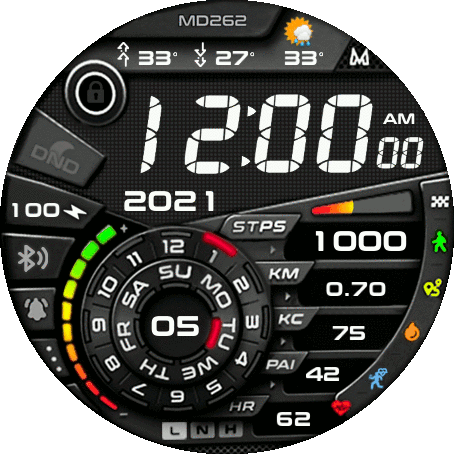 MD262
33° 27° 33°
12:00 AM
00
DND
2021
100
STPS
1000
KM
0.70
KC
75
PAI
42
HR
62
12 1 2 3 4 5 6 7 8 9 10 11
SU MO TU WE TH FR SA
05
L N H